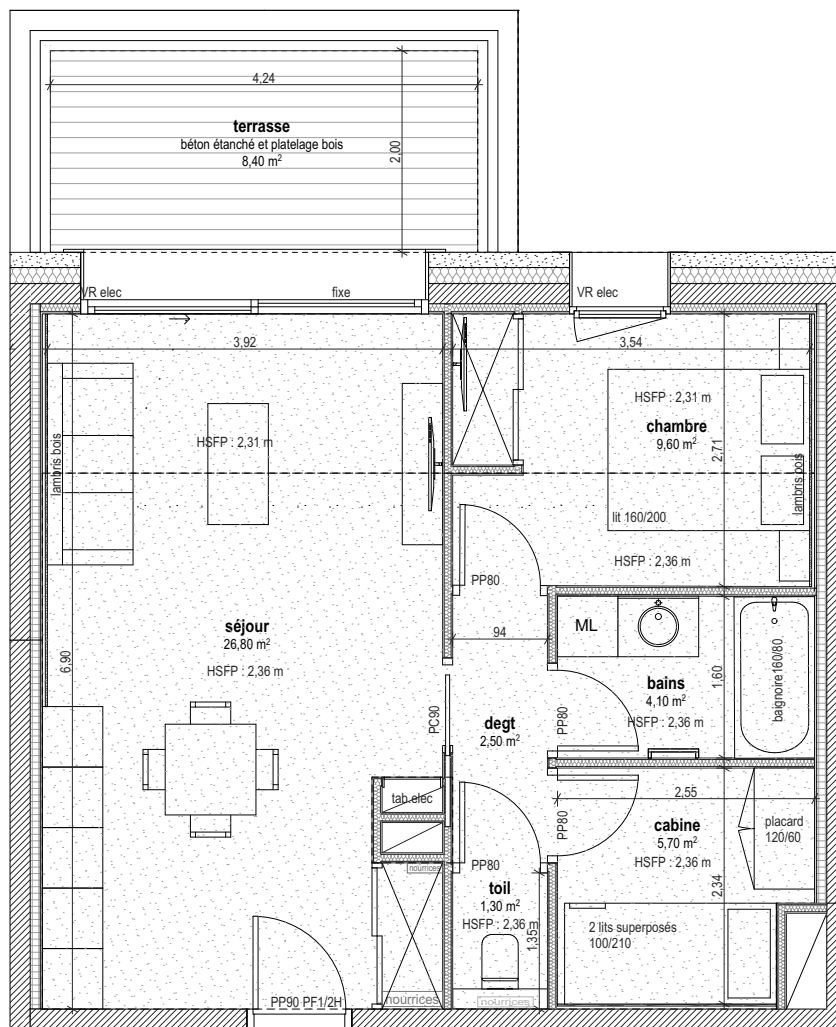 4,24
terrasse
béton étanché et platelage bois
8,40 m²
2,00
VR elec
fixe
VR elec
3,92
3,54
HSFP : 2,31 m
lambris bois
HSFP : 2,31 m
chambre
9,60 m²
2,71
lambris bois
lit 160/200
HSFP : 2,36 m
PP80
séjour
26,80 m²
HSFP : 2,36 m
6,90
94
ML
bains
4,10 m²
HSFP : 2,36 m
1,60
baignoire160/80
PC90
degt
2,50 m²
PP80
tab.elec
2,55
PP80
cabine
5,70 m²
HSFP : 2,36 m
placard
120/60
2,34
nourrices
PP80
toil
1,30 m²
HSFP : 2,36 m
1,35
2 lits superposés
100/210
PP90 PF1/2H
nourrices
nourrices